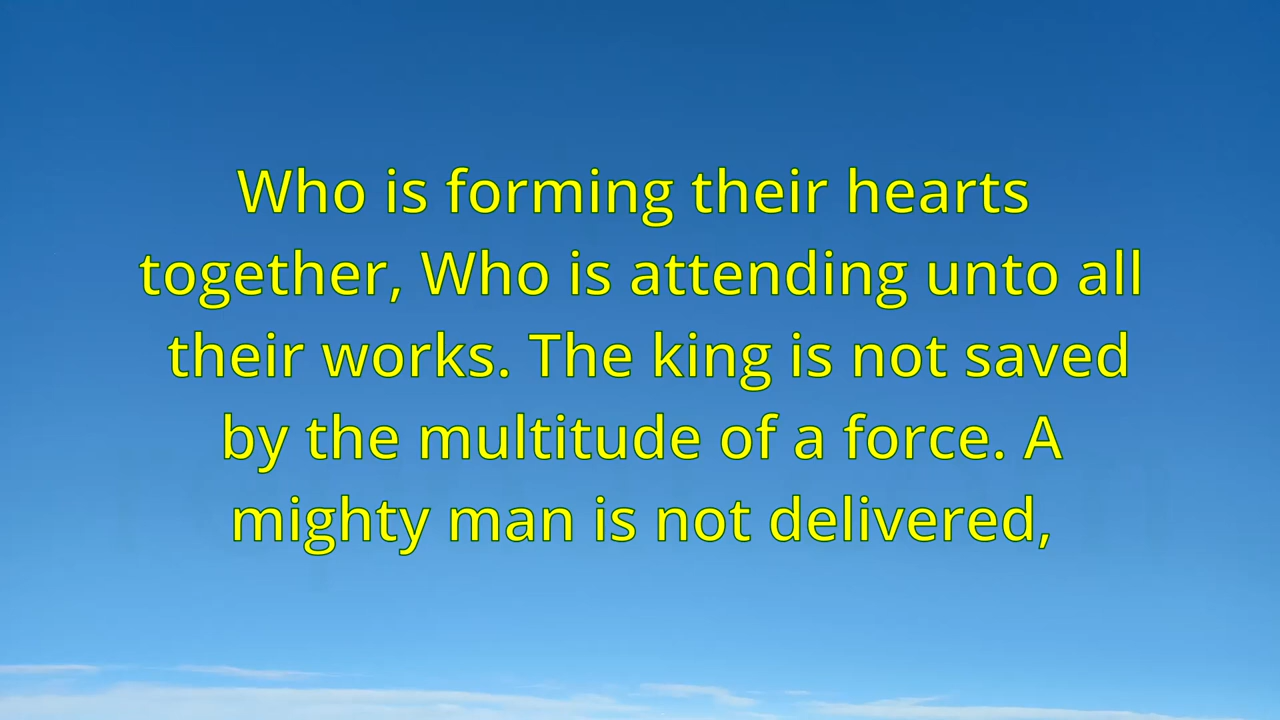 Who is forming their hearts
together, Who is attending unto all
their works. The king is not saved
by the multitude of a force. A
mighty man is not delivered,